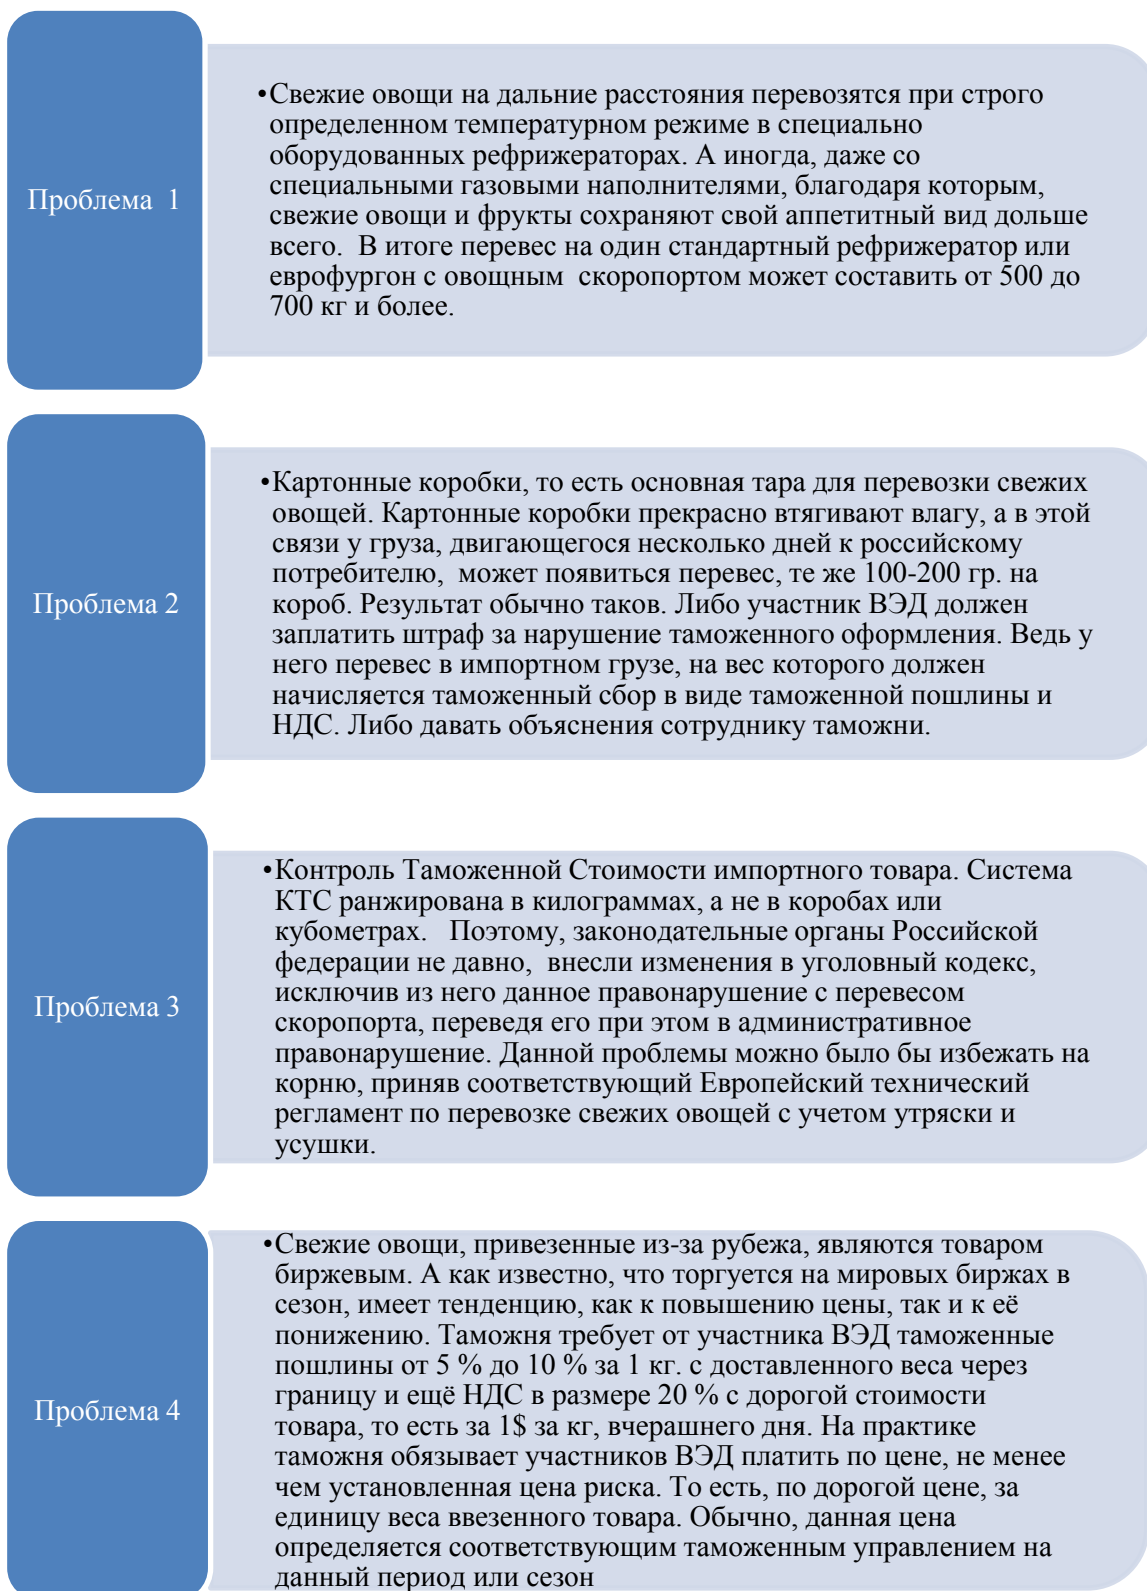 Проблема 1
•Свежие овощи на дальние расстояния перевозятся при строго
определенном температурном режиме в специально
оборудованных рефрижераторах. А иногда, даже со
специальными газовыми наполнителями, благодаря которым,
свежие овощи и фрукты сохраняют свой аппетитный вид дольше
всего. В итоге перевес на один стандартный рефрижератор или
еврофургон с овощным скоропортом может составить от 500 до
700 кг и более.
Проблема 2
•Картонные коробки, то есть основная тара для перевозки свежих
овощей. Картонные коробки прекрасно втягивают влагу, а в этой
связи у груза, двигающегося несколько дней к российскому
потребителю, может появиться перевес, те же 100-200 гр. на
короб. Результат обычно таков. Либо участник ВЭД должен
заплатить штраф за нарушение таможенного оформления. Ведь у
него перевес в импортном грузе, на вес которого должен
начисляется таможенный сбор в виде таможенной пошлины и
НДС. Либо давать объяснения сотруднику таможни.
Проблема 3
•Контроль Таможенной Стоимости импортного товара. Система
КТС ранжирована в килограммах, а не в коробах или
кубометрах. Поэтому, законодательные органы Российской
федерации не давно, внесли изменения в уголовный кодекс,
исключив из него данное правонарушение с перевесом
скоропорта, переведя его при этом в административное
правонарушение. Данной проблемы можно было бы избежать на
корню, приняв соответствующий Европейский технический
регламент по перевозке свежих овощей с учетом утряски и
усушки.
Проблема 4
•Свежие овощи, привезенные из-за рубежа, являются товаром
биржевым. А как известно, что торгуется на мировых биржах в
сезон, имеет тенденцию, как к повышению цены, так и к её
понижению. Таможня требует от участника ВЭД таможенные
пошлины от 5 % до 10 % за 1 кг. с доставленного веса через
границу и ещё НДС в размере 20 % с дорогой стоимости
товара, то есть за 1$ за кг, вчерашнего дня. На практике
таможня обязывает участников ВЭД платить по цене, не менее
чем установленная цена риска. То есть, по дорогой цене, за
единицу веса ввезенного товара. Обычно, данная цена
определяется соответствующим таможенным управлением на
данный период или сезон